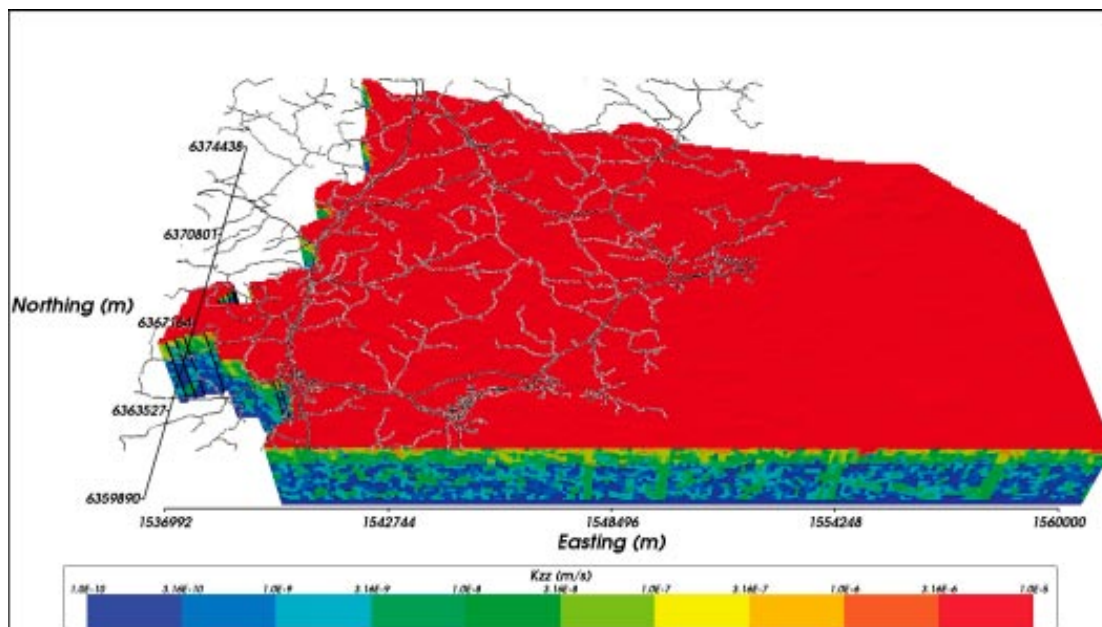 6374438
6370801
Northing (m)
6367164
6363527
6359890
1536992 1542744 1548496 1554248 1560000
Easting (m)
Kzz (m/s)
1.0E-10 3.16E-10 1.0E-9 3.16E-9 1.0E-8 3.16E-8 1.0E-7 3.16E-7 1.0E-6 3.16E-6 1.0E-5